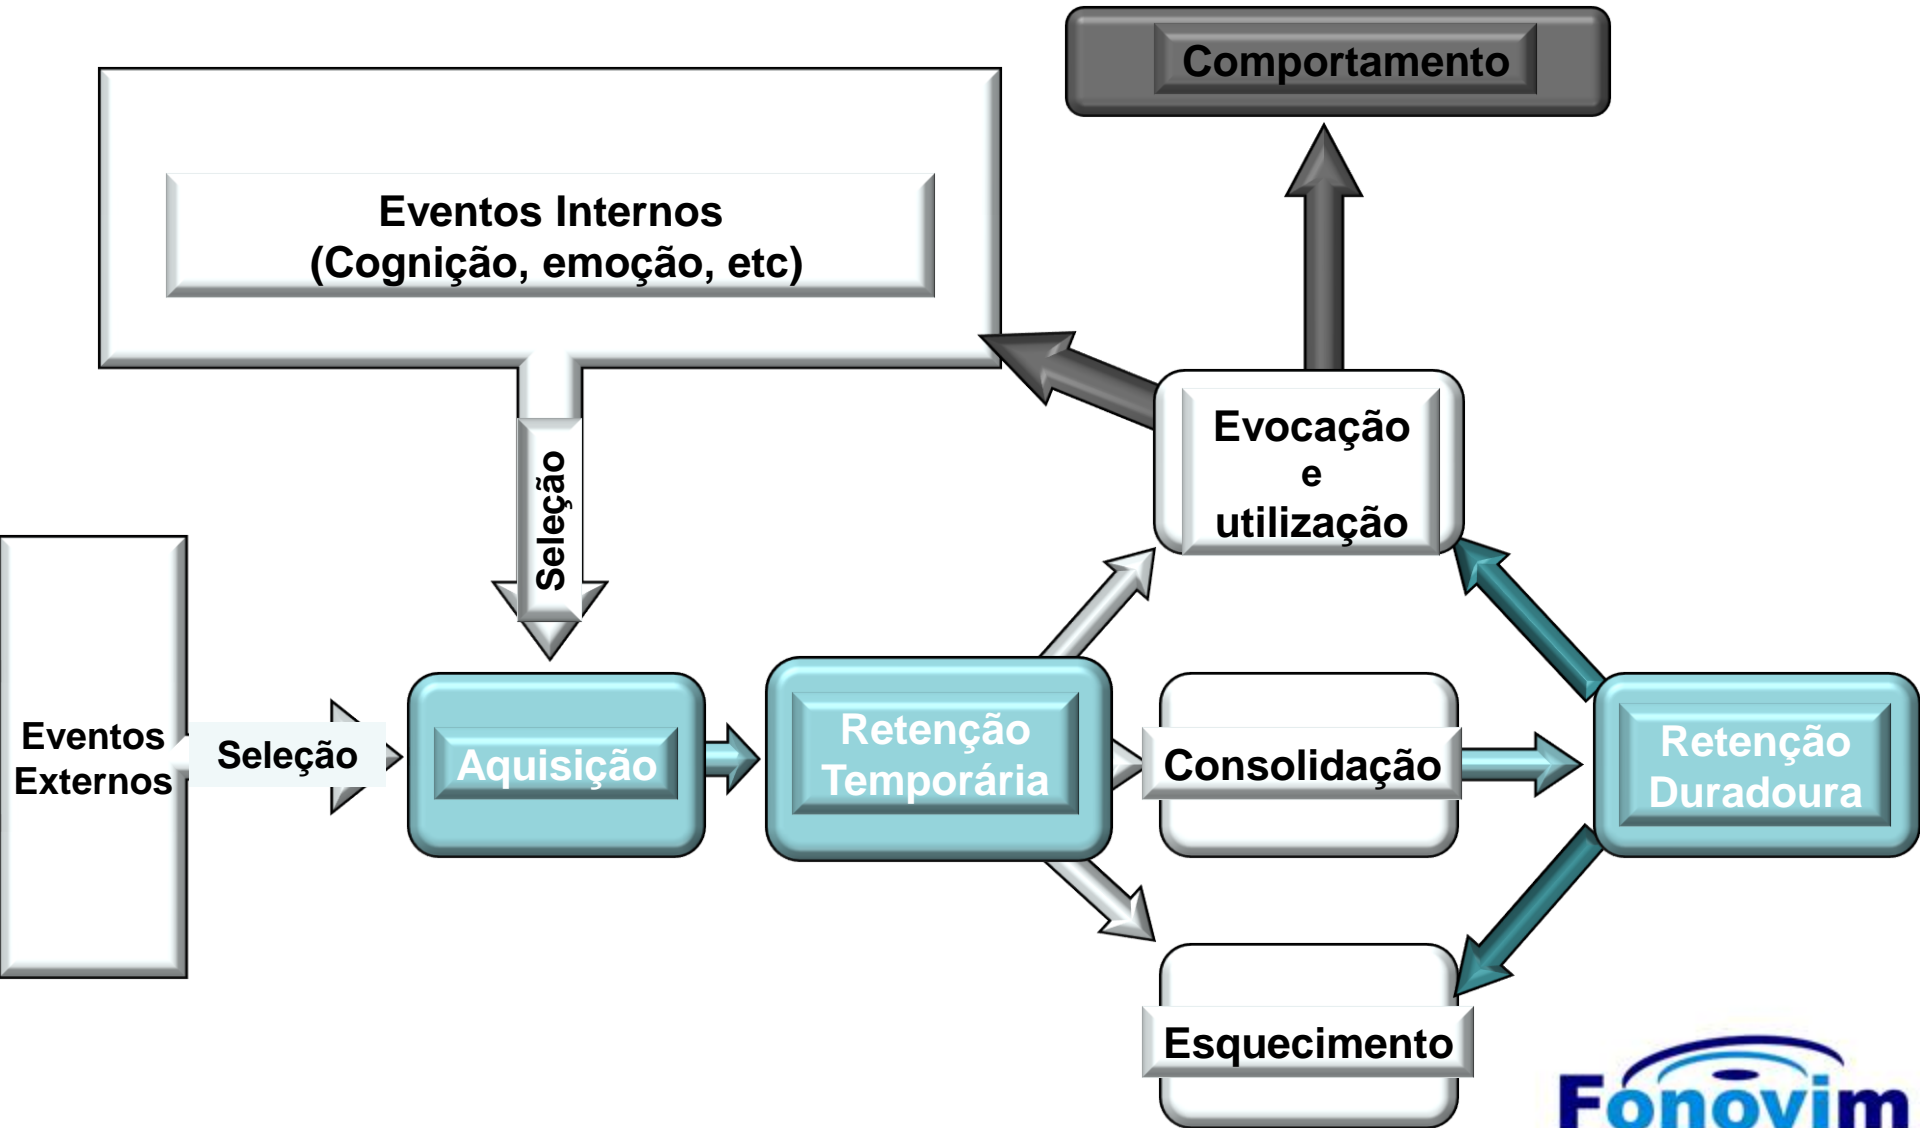 Comportamento
Eventos Internos
(Cognição, emoção, etc)
Evocação
e
utilização
Seleção
Eventos
Externos
Seleção
Aquisição
Retenção
Temporária
Consolidação
Retenção
Duradoura
Esquecimento
Fonovim